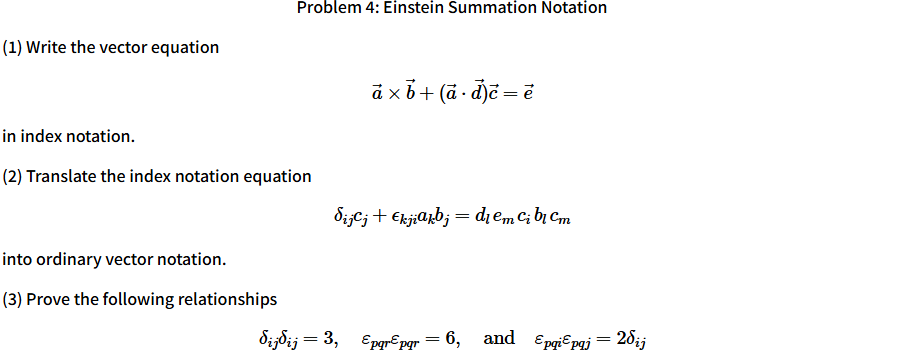 Problem 4: Einstein Summation Notation
(1) Write the vector equation
$\vec{a} \times \vec{b} + (\vec{a} \cdot \vec{d})\vec{c} = \vec{e}$
in index notation.
(2) Translate the index notation equation
$\delta_{ij} c_j + \epsilon_{kji} a_k b_j = d_l e_m c_i b_l c_m$
into ordinary vector notation.
(3) Prove the following relationships
$\delta_{ij}\delta_{ij} = 3, \quad \varepsilon_{pqr}\varepsilon_{pqr} = 6, \quad \text{and} \quad \varepsilon_{pqi}\varepsilon_{pqj} = 2\delta_{ij}$